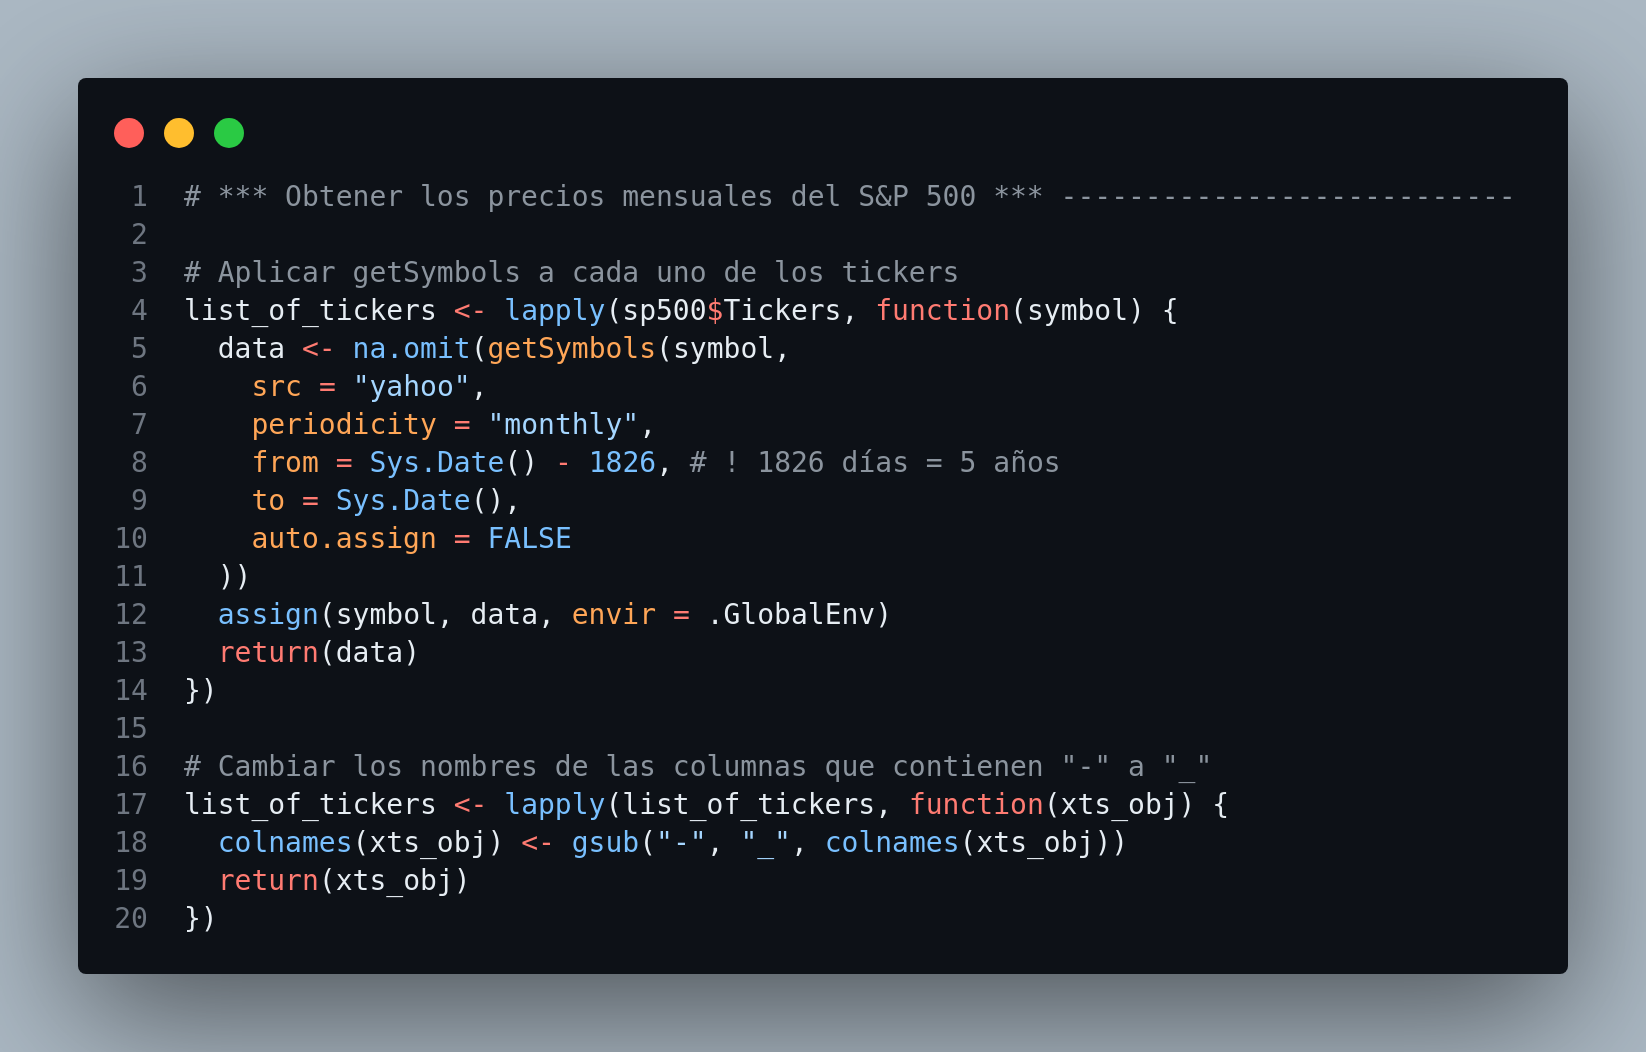 1 # *** Obtener los precios mensuales del S&P 500 *** ---------------------------
2
3 # Aplicar getSymbols a cada uno de los tickers
4 list_of_tickers <- lapply(sp500$Tickers, function(symbol) {
5   data <- na.omit(getSymbols(symbol,
6     src = "yahoo",
7     periodicity = "monthly",
8     from = Sys.Date() - 1826, # ! 1826 días = 5 años
9     to = Sys.Date(),
10     auto.assign = FALSE
11   ))
12   assign(symbol, data, envir = .GlobalEnv)
13   return(data)
14 })
15
16 # Cambiar los nombres de las columnas que contienen "-" a "_"
17 list_of_tickers <- lapply(list_of_tickers, function(xts_obj) {
18   colnames(xts_obj) <- gsub("-", "_", colnames(xts_obj))
19   return(xts_obj)
20 })